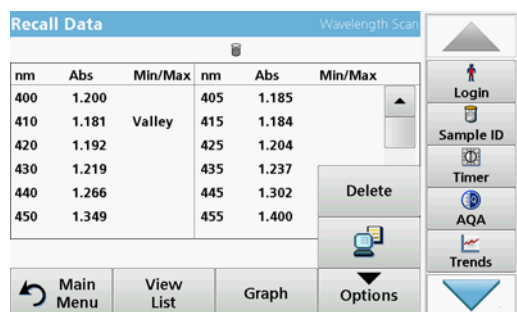 Recall Data Wavelength Scan
nm Abs Min/Max nm Abs Min/Max
400 1.200 405 1.185
410 1.181 Valley 415 1.184
420 1.192 425 1.204
430 1.219 435 1.237
440 1.266 445 1.302
450 1.349 455 1.400
Delete
Main Menu
View List
Graph
Options
Login
Sample ID
Timer
AQA
Trends